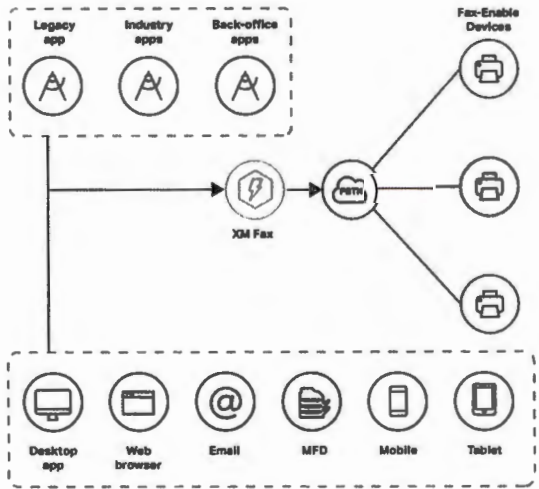 Legacy
app
Industry
apps
Back-office
apps
Fax-Enable
Devices
PSTN
XM Fax
@
Desktop
app
Web
browser
Email
MFD
Mobile
Tablet